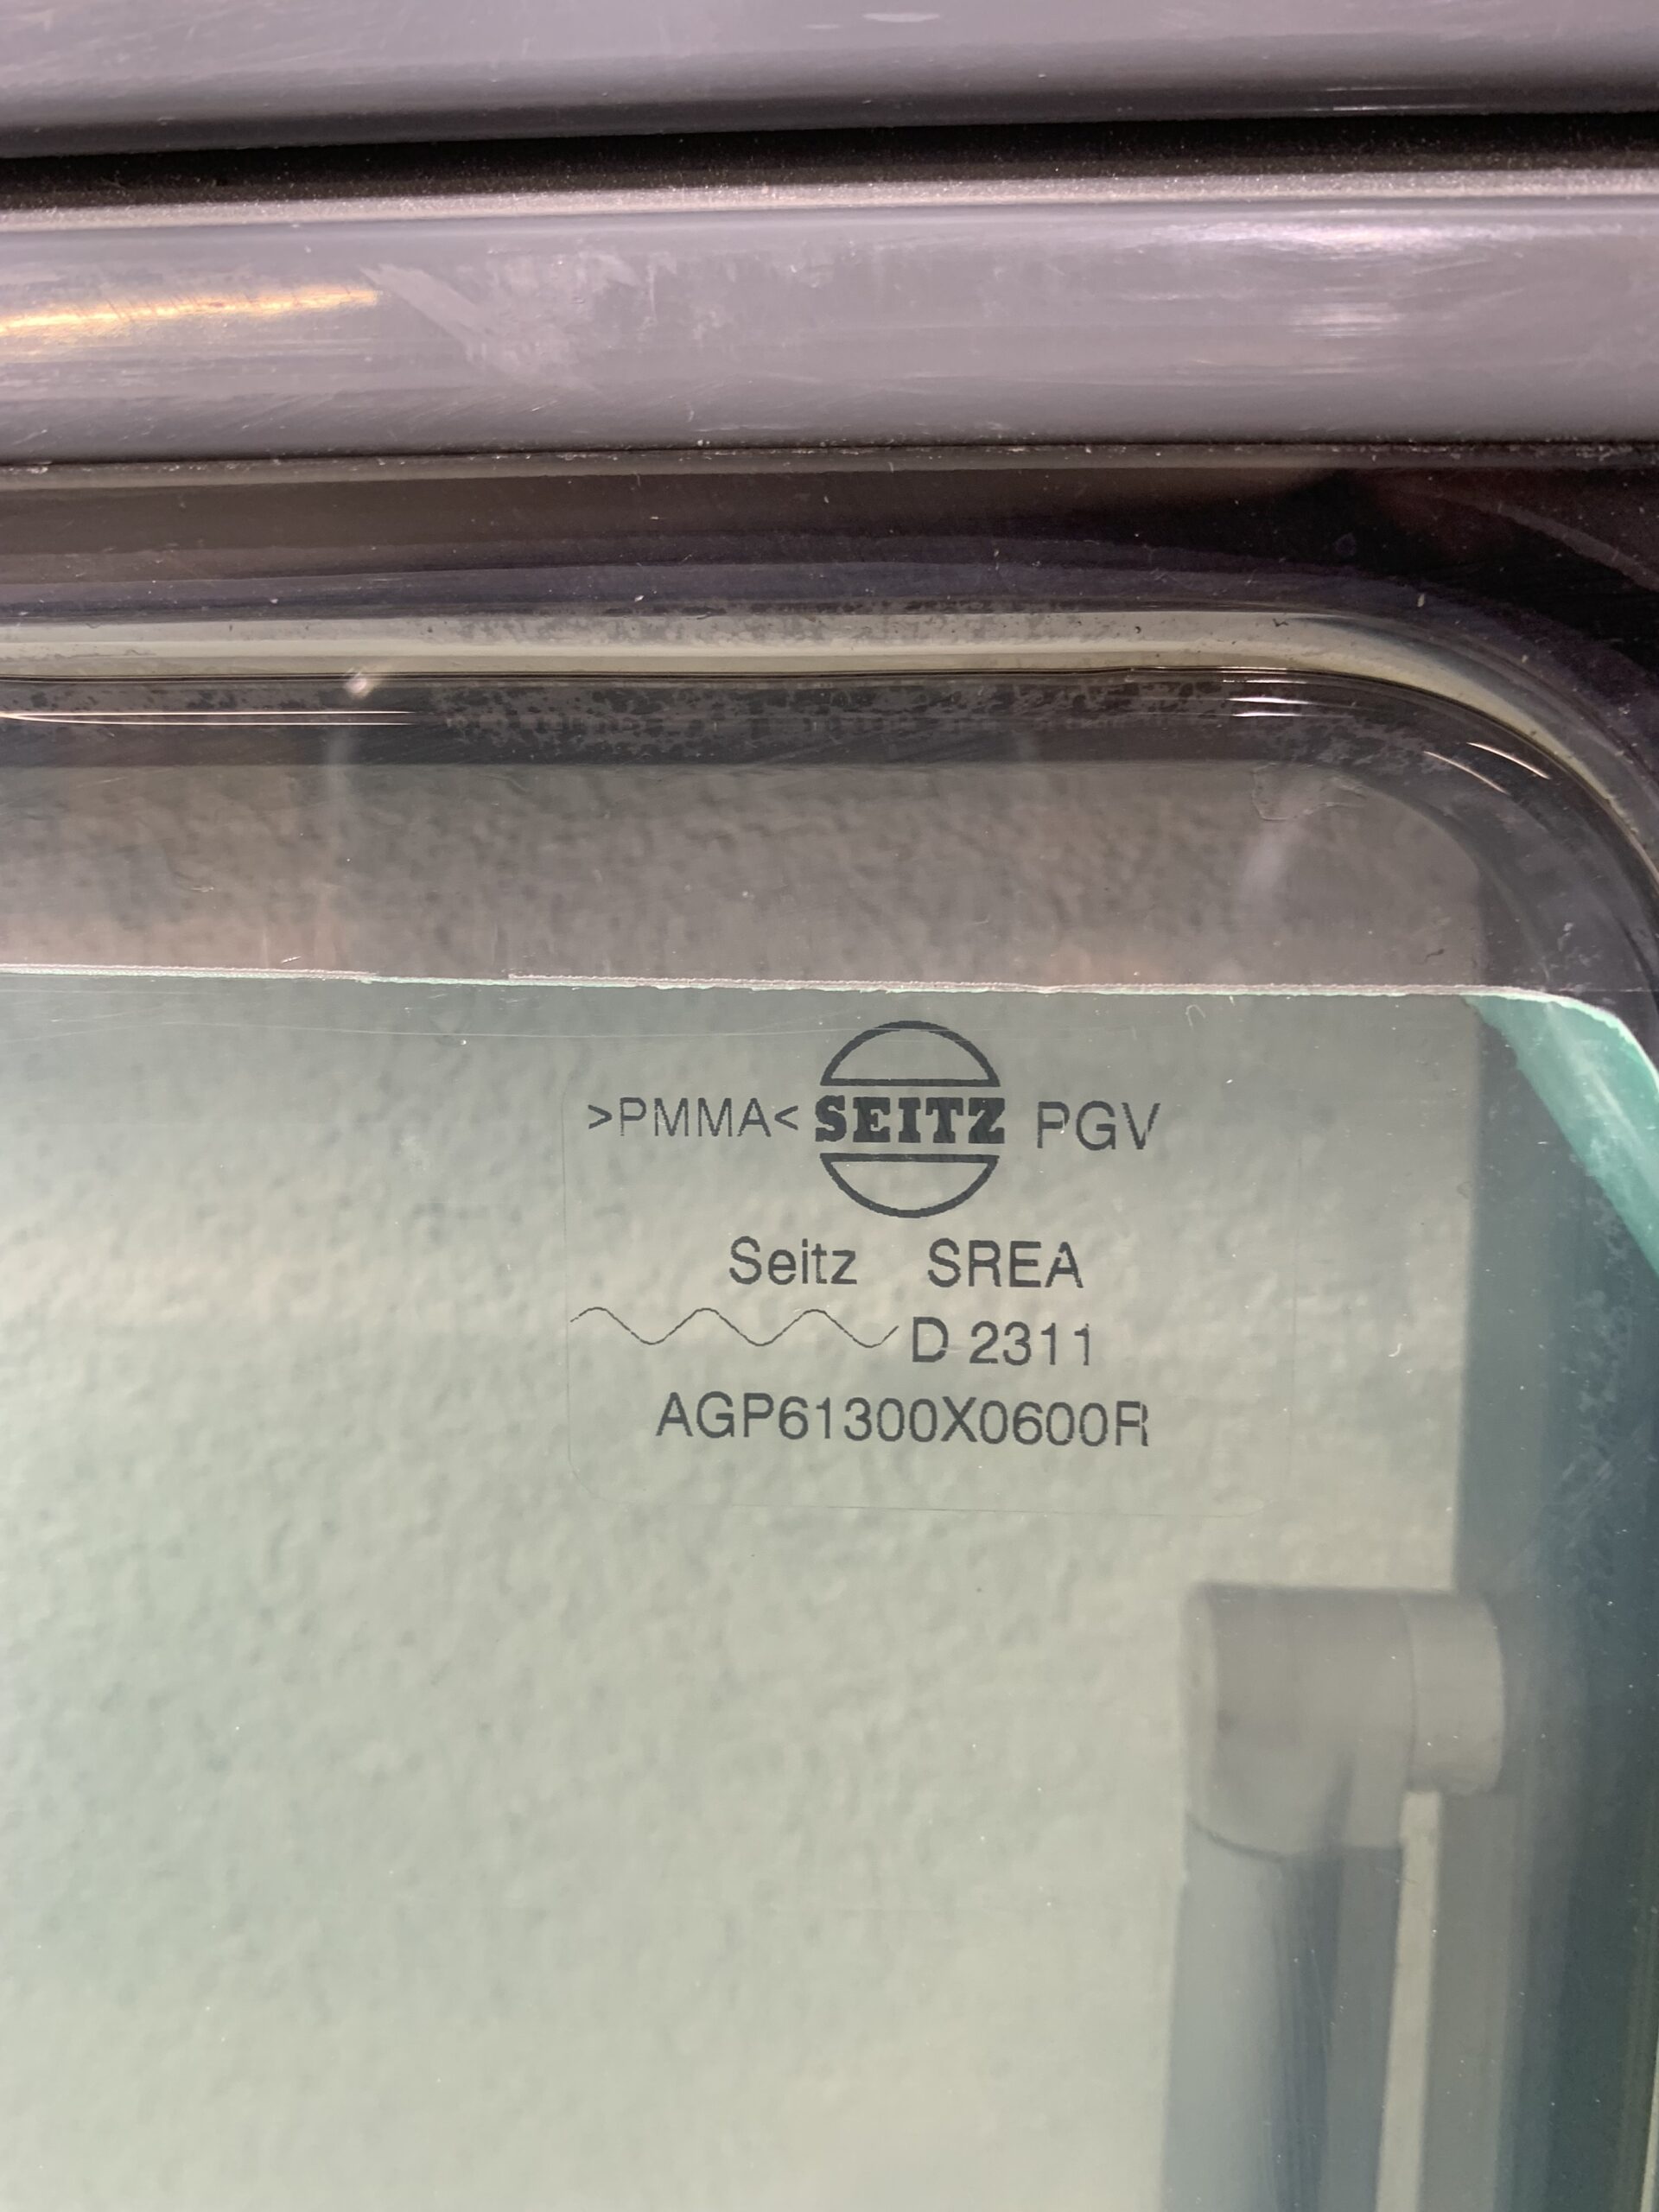 >PMMA< SEITZ PGV
Seitz SREA
D 2311
AGP61300X0600R